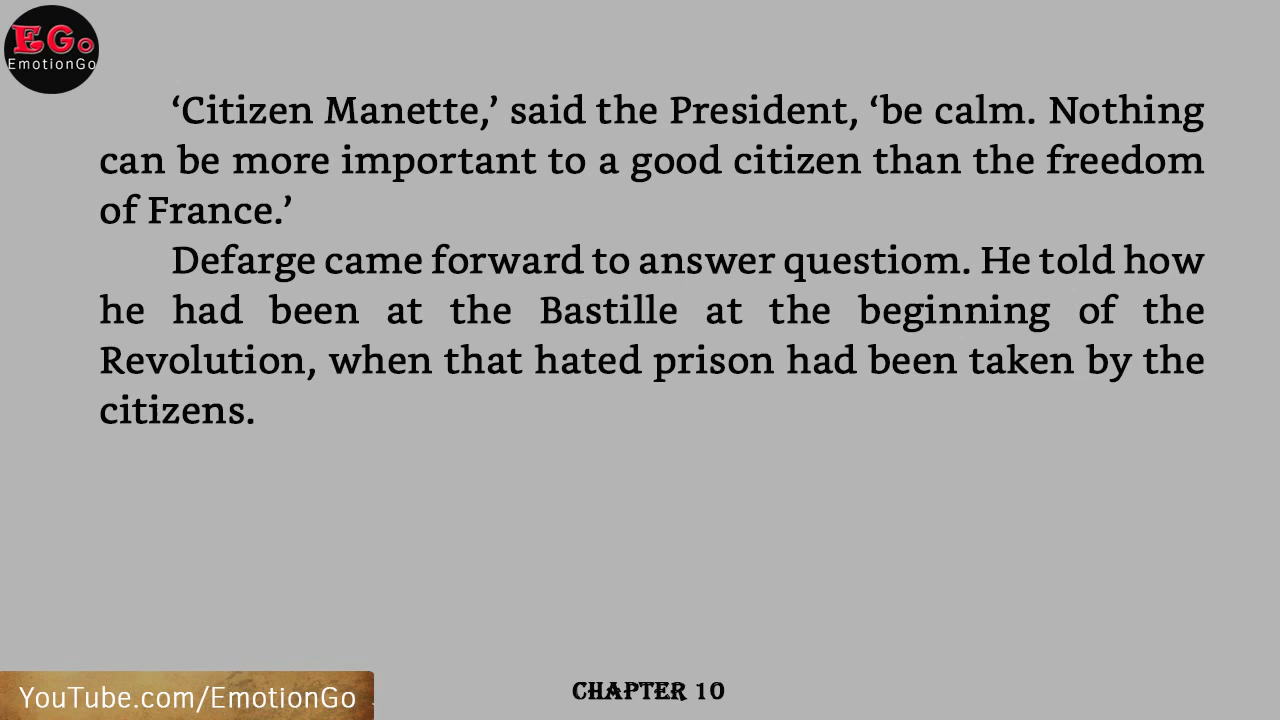 EGo
EmotionGo
‘Citizen Manette,’ said the President, ‘be calm. Nothing
can be more important to a good citizen than the freedom
of France.’
Defarge came forward to answer questiom. He told how
he had been at the Bastille at the beginning of the
Revolution, when that hated prison had been taken by the
citizens.
YouTube.com/EmotionGo
CHAPTER 10